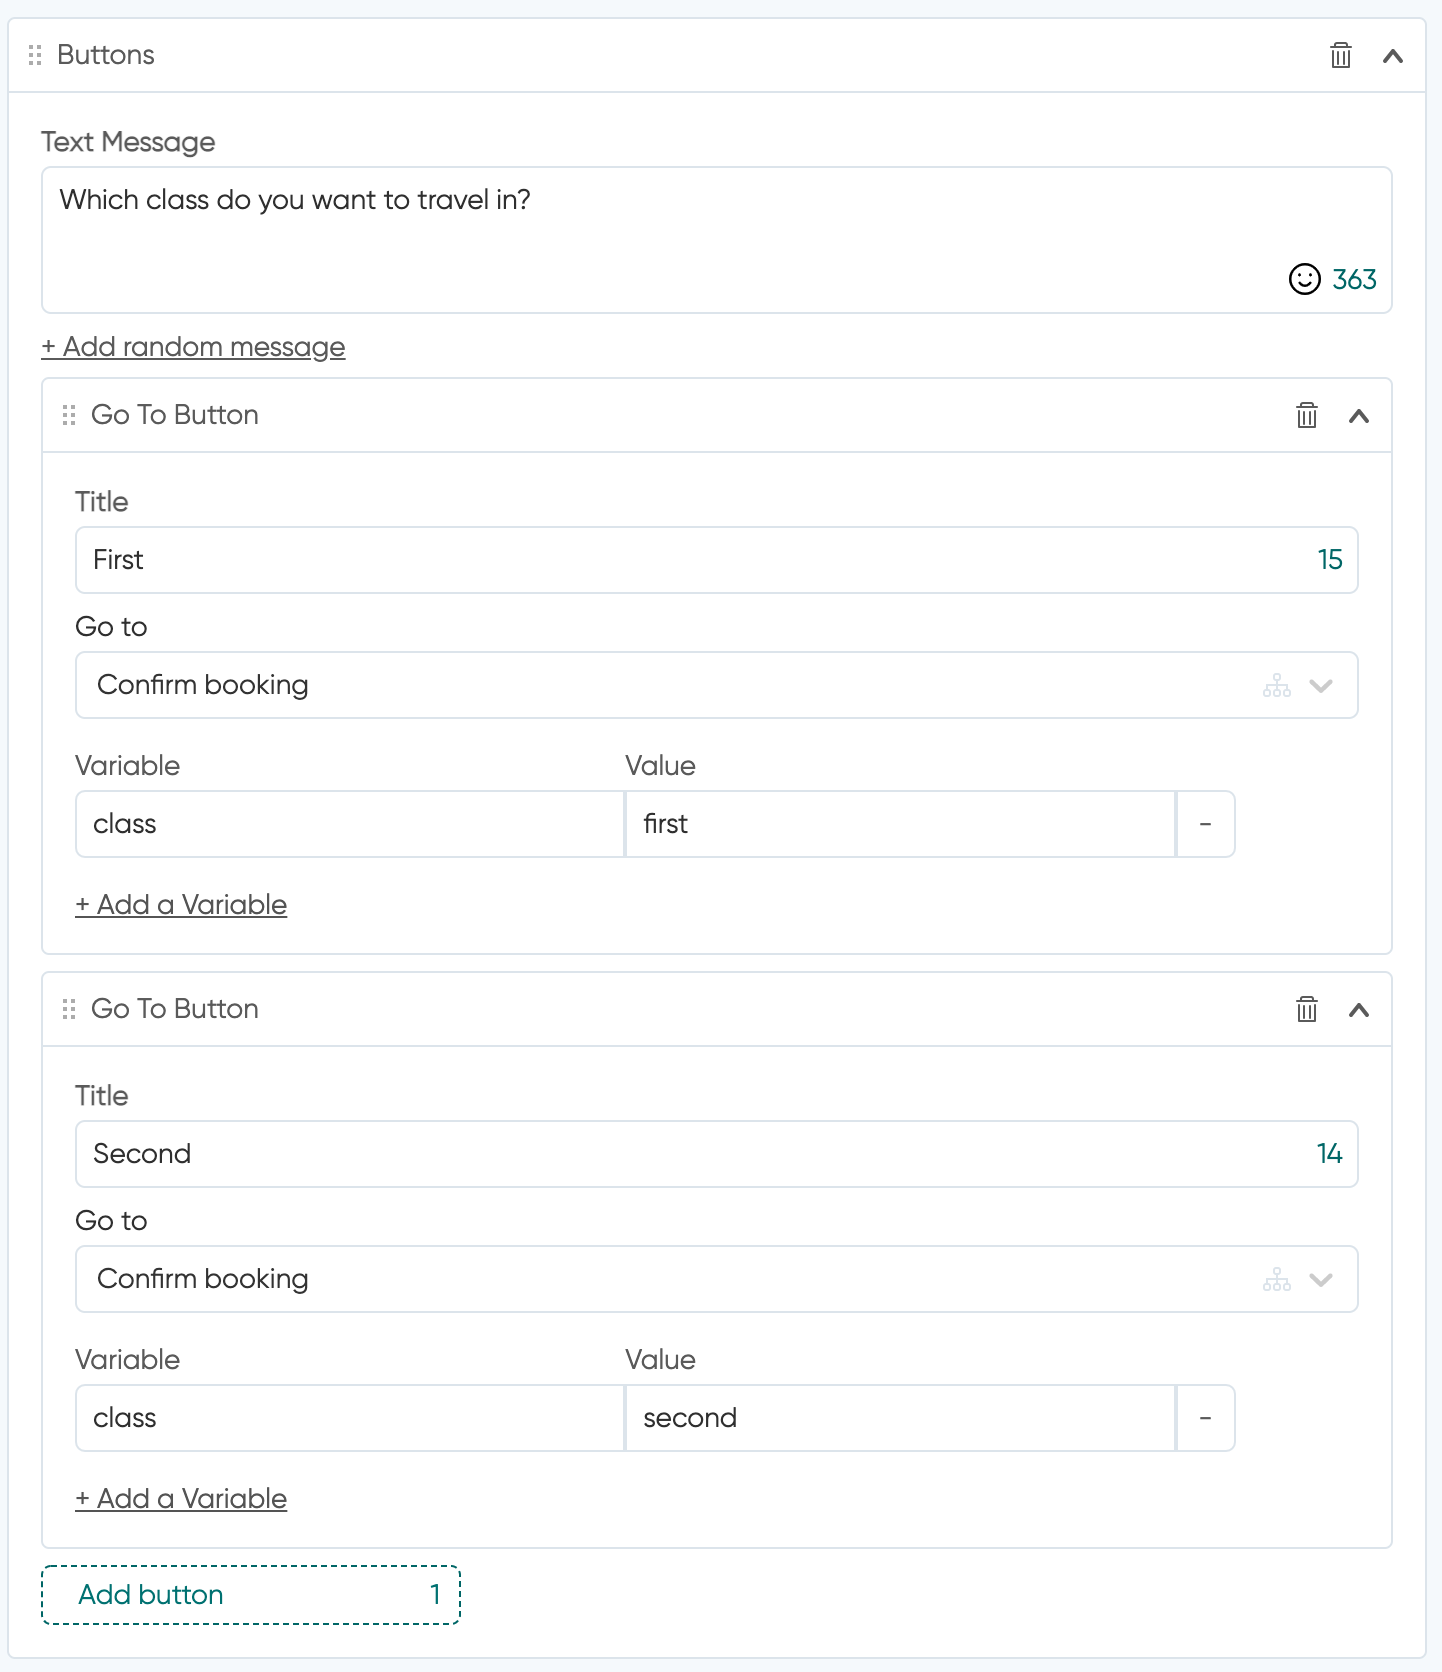 Buttons
Text Message
Which class do you want to travel in?
363
+ Add random message
Go To Button
Title
First 15
Go to
Confirm booking
Variable Value
class first -
+ Add a Variable
Go To Button
Title
Second 14
Go to
Confirm booking
Variable Value
class second -
+ Add a Variable
Add button 1